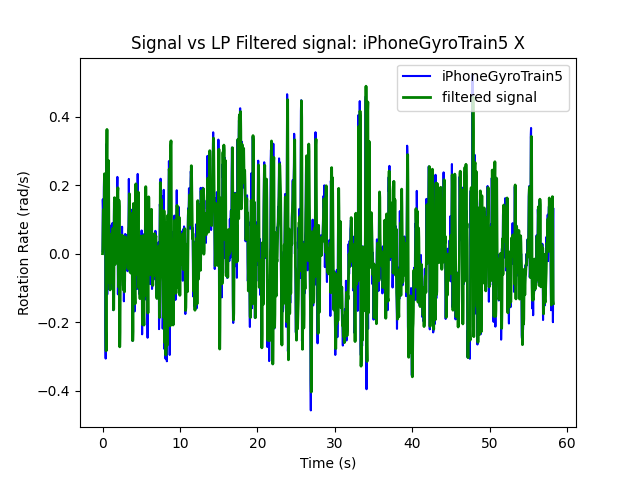 Signal vs LP Filtered signal: iPhoneGyroTrain5 X
iPhoneGyroTrain5
filtered signal
Rotation Rate (rad/s)
0.4
0.2
0.0
−0.2
−0.4
0 10 20 30 40 50 60
Time (s)